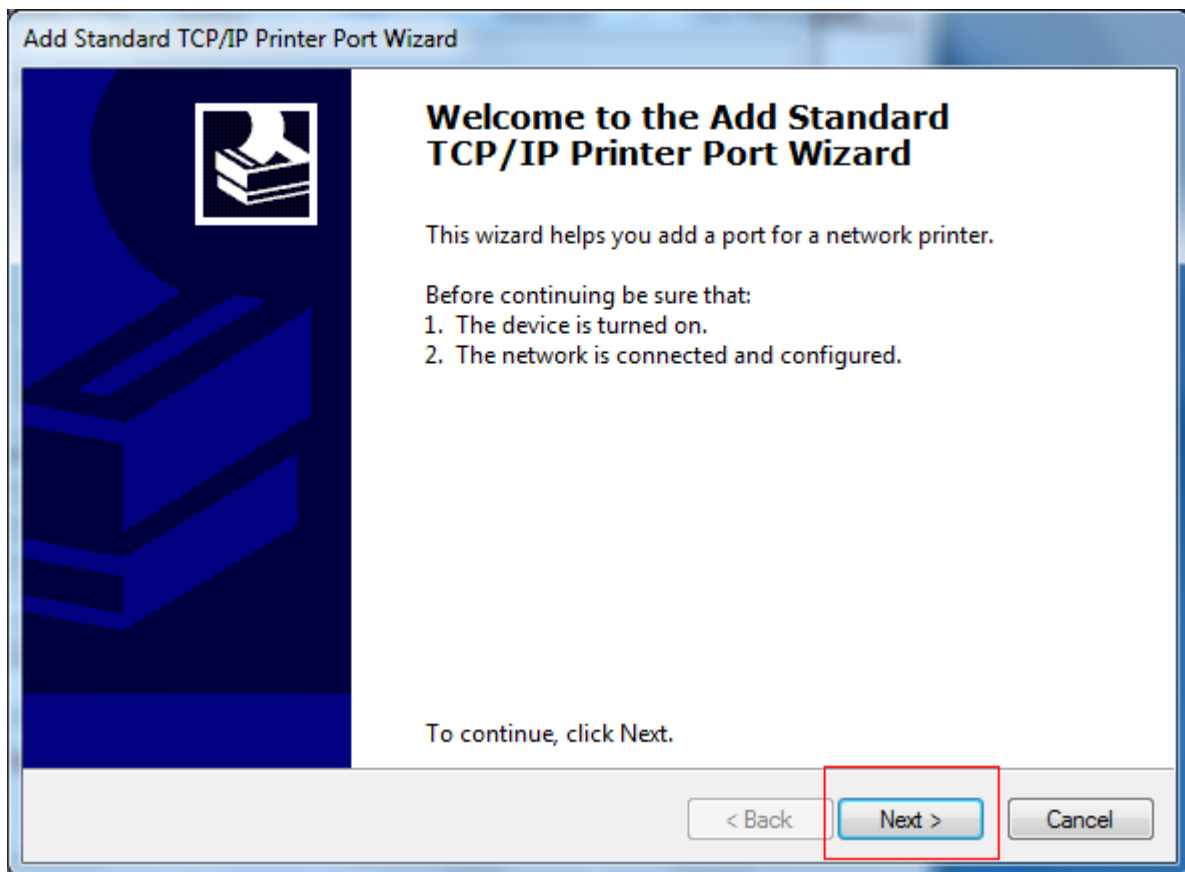 Add Standard TCP/IP Printer Port Wizard
Welcome to the Add Standard
TCP/IP Printer Port Wizard
This wizard helps you add a port for a network printer.
Before continuing be sure that:
1. The device is turned on.
2. The network is connected and configured.
To continue, click Next.
< Back Next > Cancel